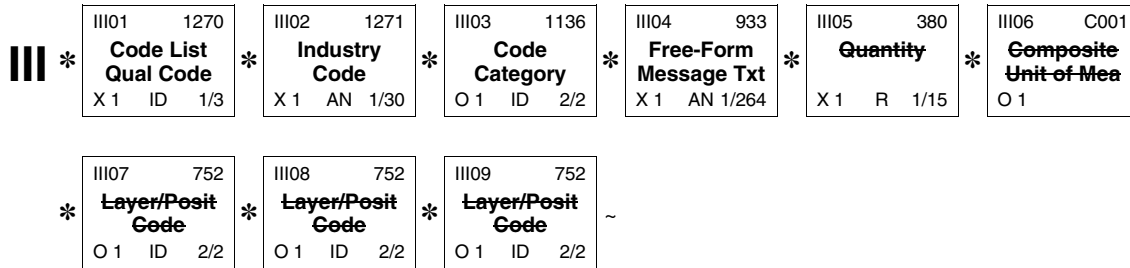 III01 1270 III02 1271 III03 1136 III04 933 III05 380 III06 C001
III * Code List * Industry * Code * Free-Form * Quantity * Composite
Qual Code Code Category Message Txt Unit of Mea
X 1 ID 1/3 X 1 AN 1/30 O 1 ID 2/2 X 1 AN 1/264 X 1 R 1/15 O 1
III07 752 III08 752 III09 752
* Layer/Posit * Layer/Posit * Layer/Posit ~
Code Code Code
O 1 ID 2/2 O 1 ID 2/2 O 1 ID 2/2